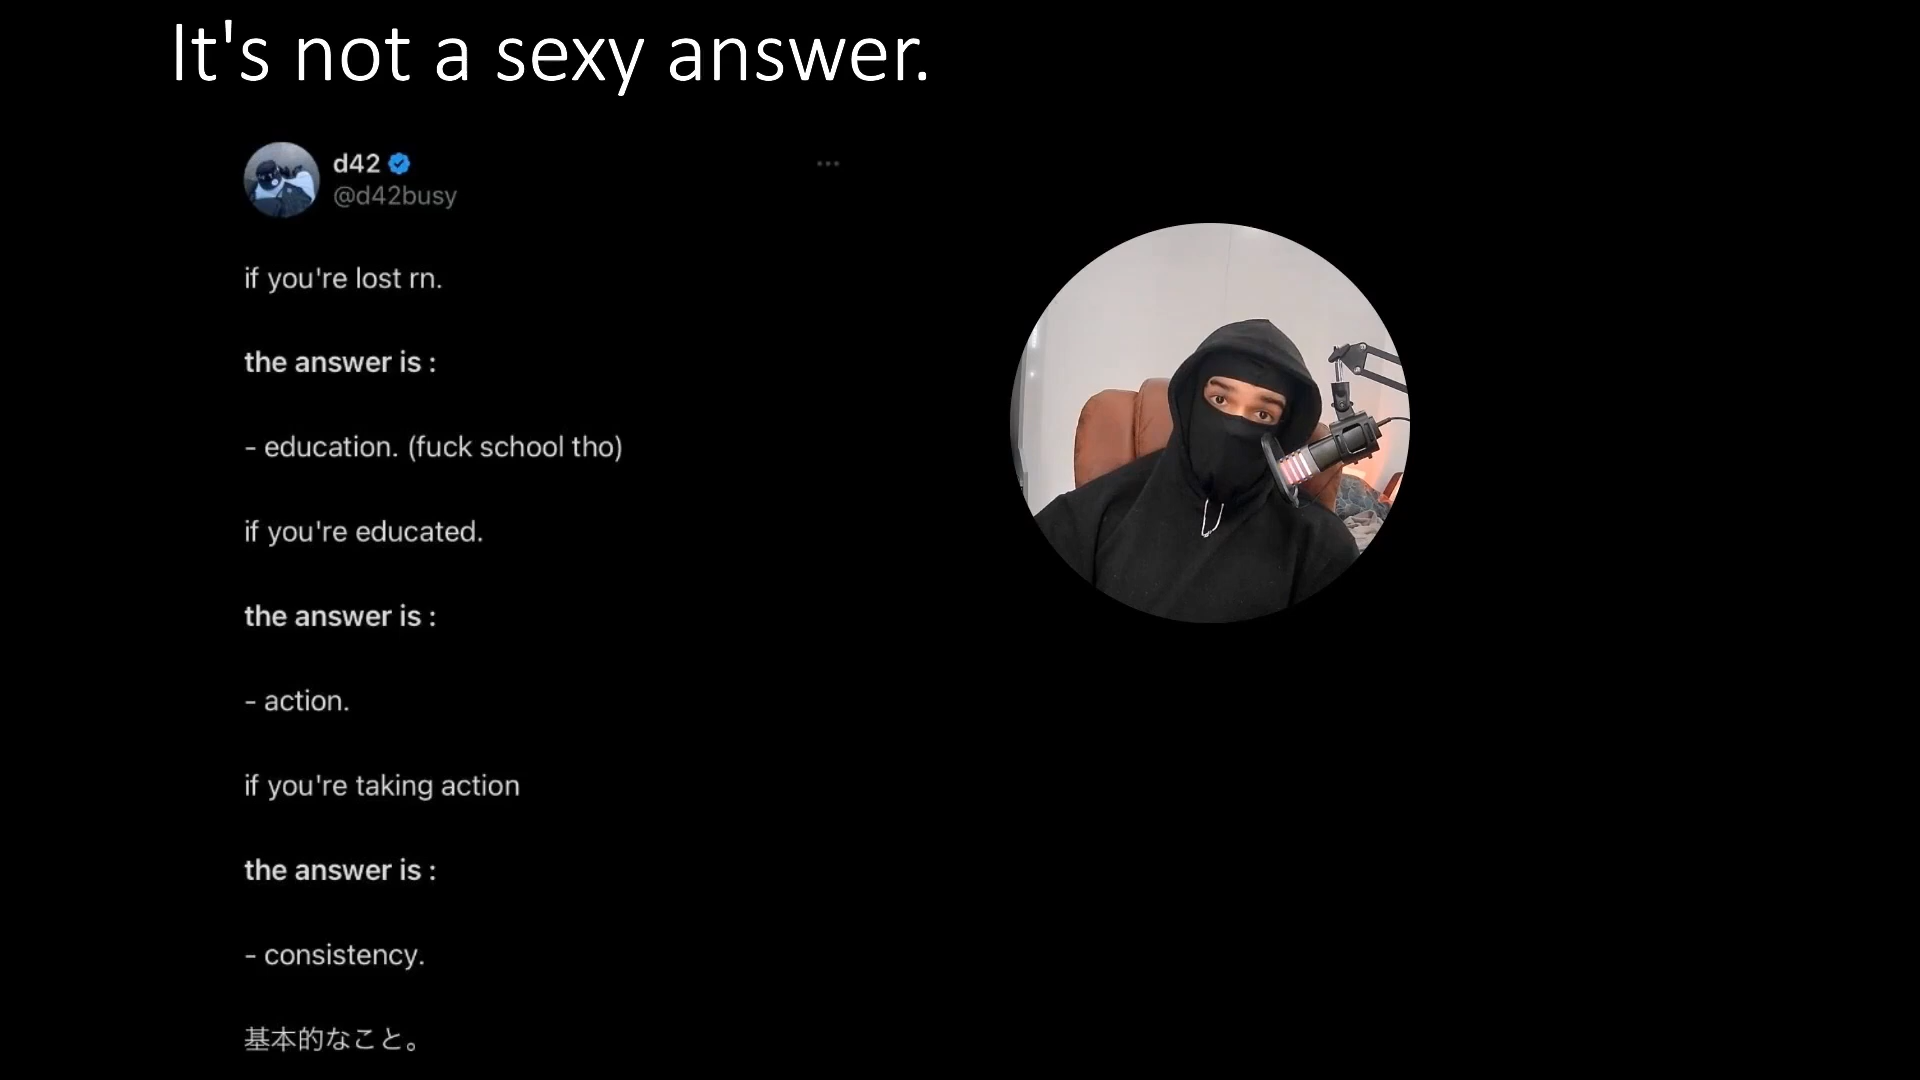 It's not a sexy answer.
d42
@d42busy
if you're lost rn.
the answer is :
- education. (fuck school tho)
if you're educated.
the answer is :
- action.
if you're taking action
the answer is :
- consistency.
基本的なこと。